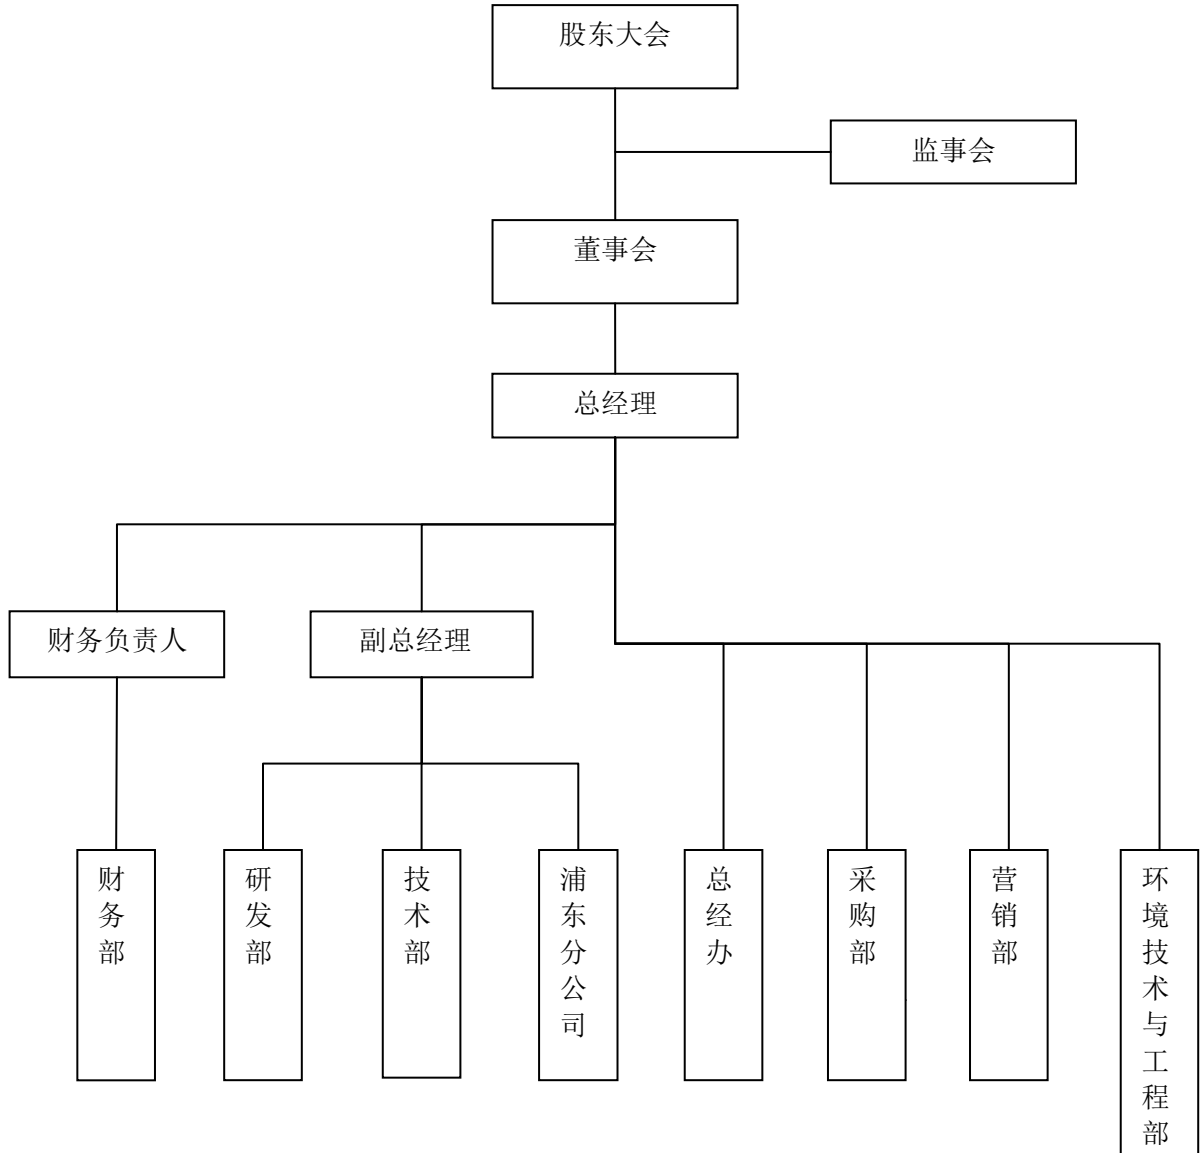 股东大会
监事会
董事会
总经理
财务负责人
副总经理
财务部
研发部
技术部
浦东分公司
总经办
采购部
营销部
环境技术与工程部